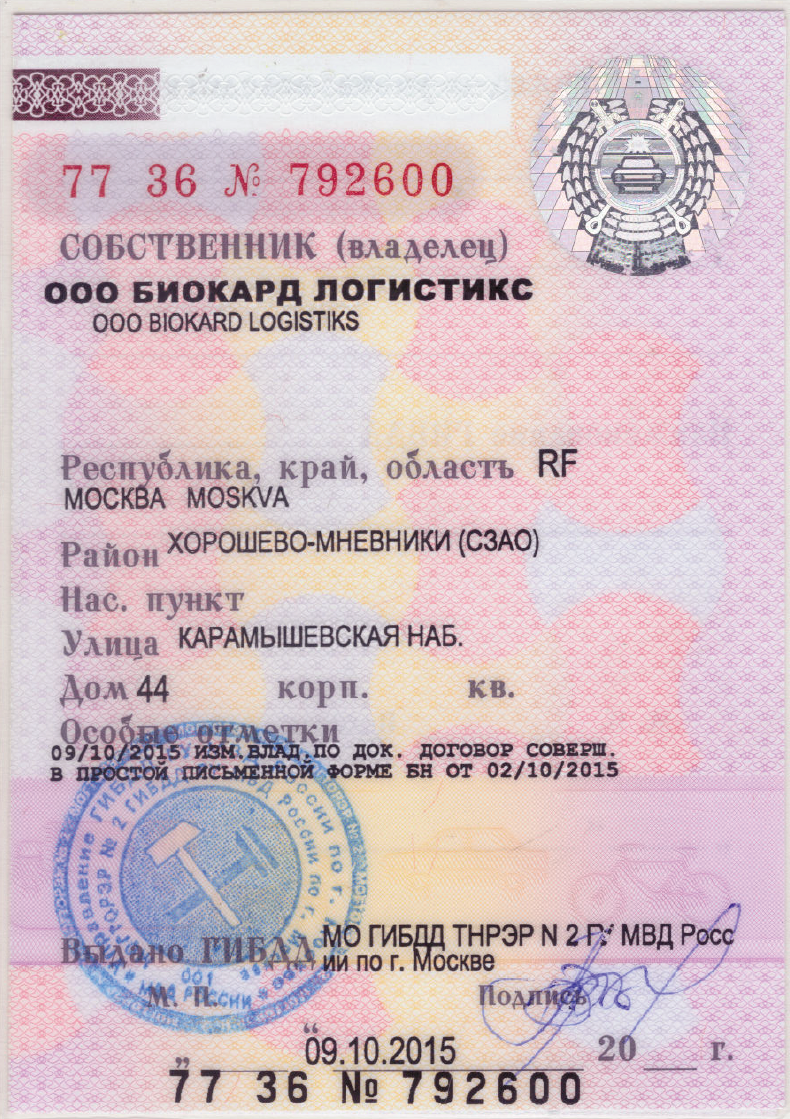 77 36 № 792600
СОБСТВЕННИК (владелец)
ООО БИОКАРД ЛОГИСТИКС
OOO BIOKARD LOGISTIKS
Республика, край, область RF
МОСКВА MOSKVA
Район ХОРОШЕВО-МНЕВНИКИ (СЗАО)
Нас. пункт
Улица КАРАМЫШЕВСКАЯ НАБ.
Дом 44 корп. кв.
Особые отметки
09/10/2015 ИЗМ.ВЛАД.ПО ДОК. ДОГОВОР СОВЕРШ.
В ПРОСТОЙ ПИСЬМЕННОЙ ФОРМЕ БН ОТ 02/10/2015
Выдано ГИБДД МО ГИБДД ТНРЭР N 2 ГУ МВД Росс
ии по г. Москве
001
М. П. Подпись
„ “ 09.10.2015 20 г.
77 36 № 792600